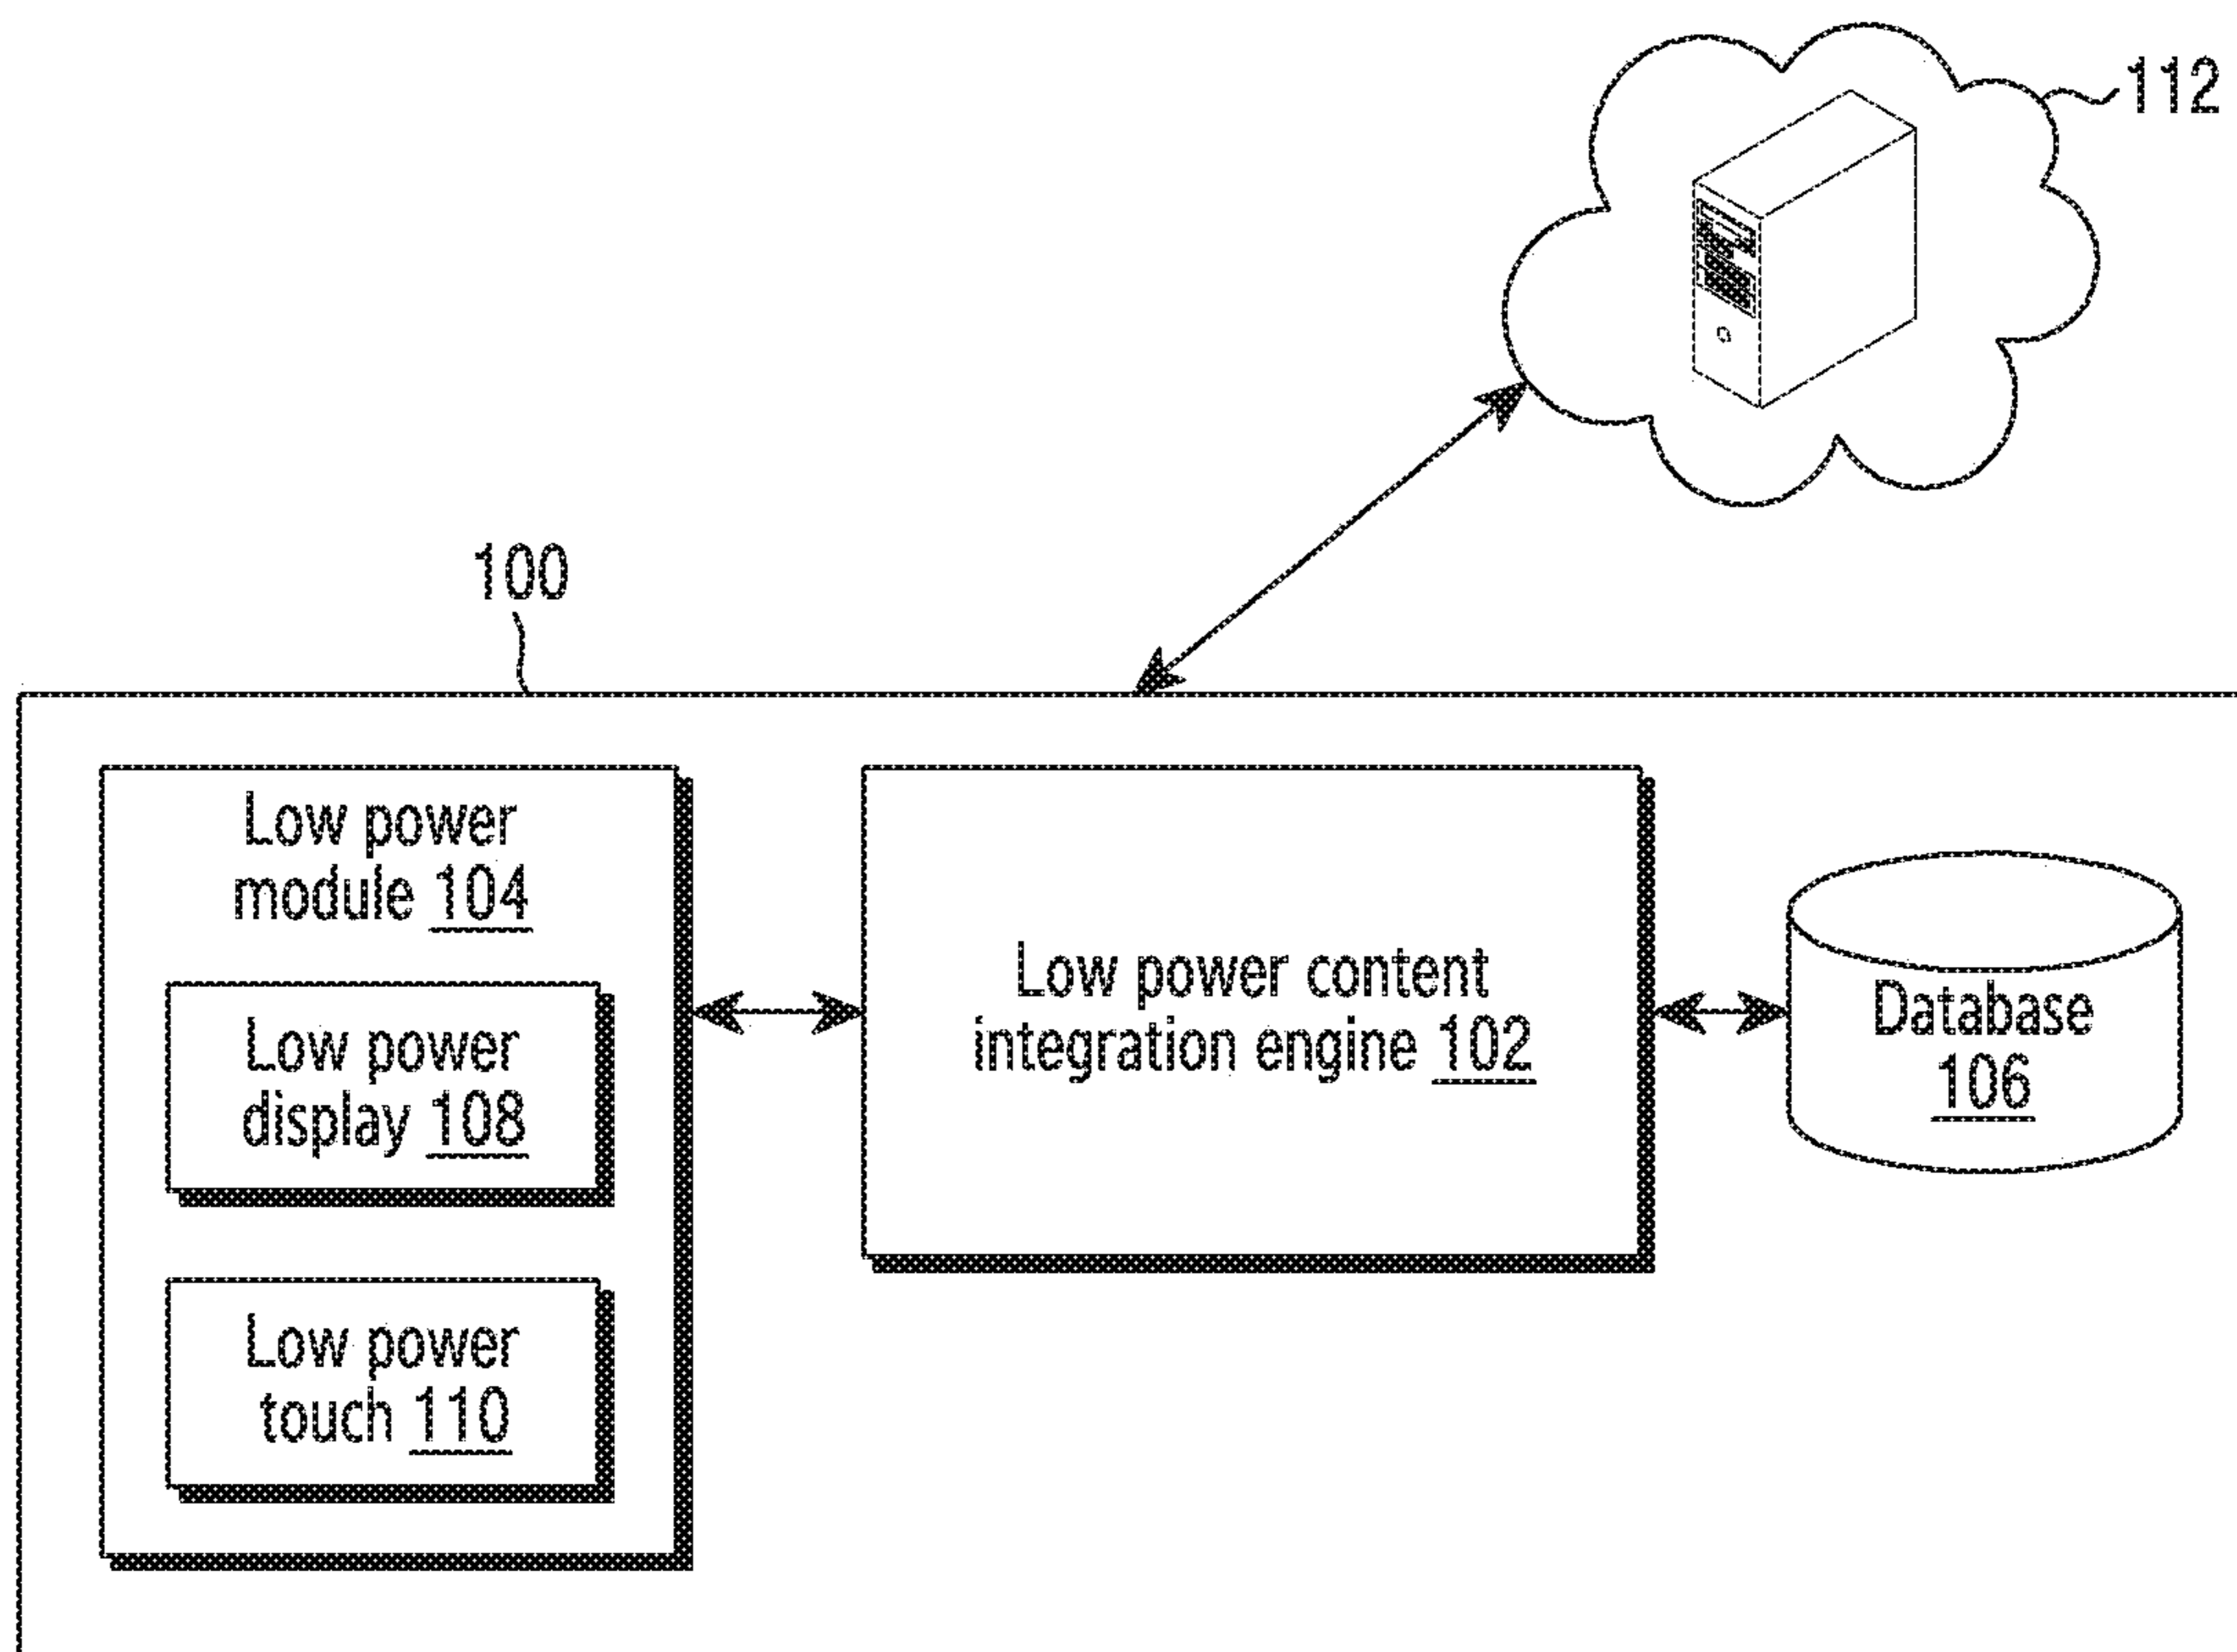 112
100
Low power
module 104
Low power
display 108
Low power
touch 110
Low power content
integration engine 102
Database
106